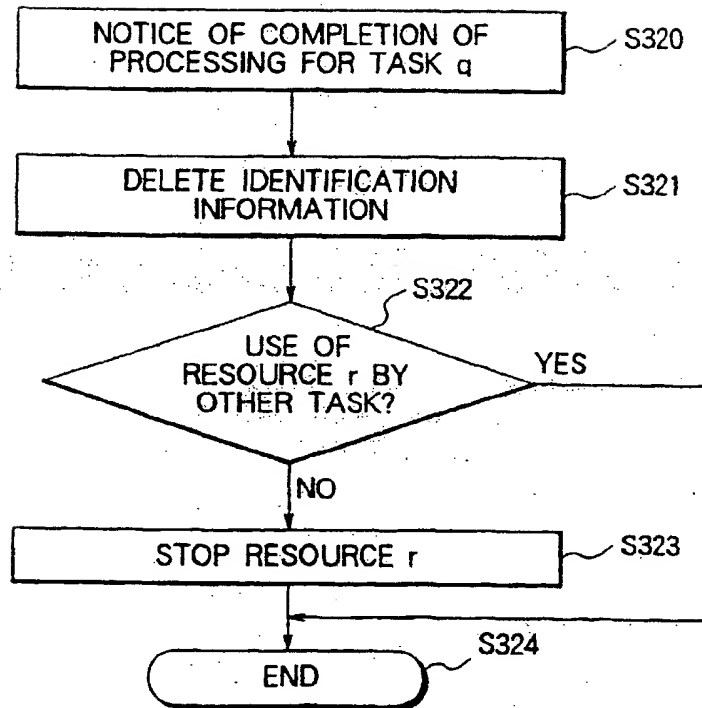 NOTICE OF COMPLETION OF
PROCESSING FOR TASK q
S320
DELETE IDENTIFICATION
INFORMATION
S321
S322
USE OF
RESOURCE r BY
OTHER TASK?
YES
NO
STOP RESOURCE r
S323
END
S324